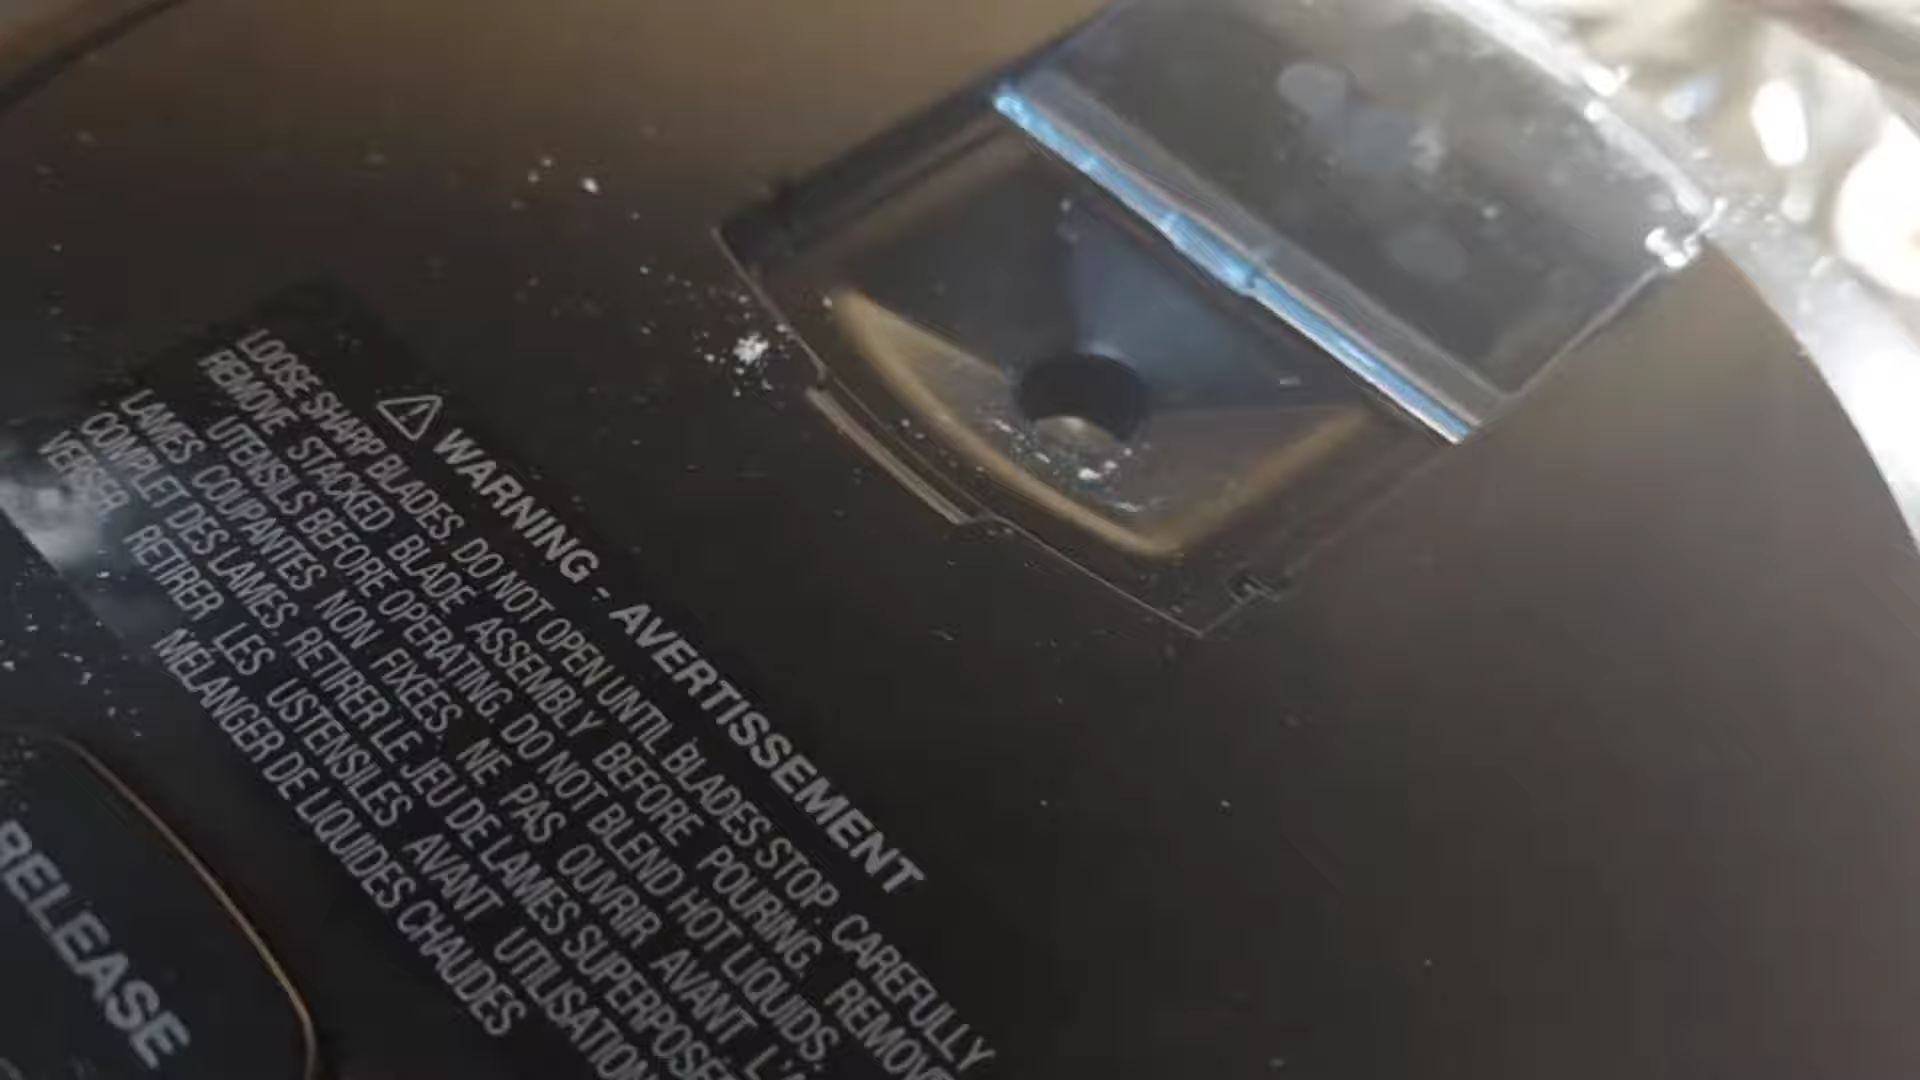 ⚠ WARNING - AVERTISSEMENT
LOOSE SHARP BLADES. DO NOT OPEN UNTIL BLADES STOP. CAREFULLY
REMOVE STACKED BLADE ASSEMBLY BEFORE POURING. REMOVE
UTENSILS BEFORE OPERATING. DO NOT BLEND HOT LIQUIDS.
LAMES COUPANTES NON FIXÉES. NE PAS OUVRIR AVANT L'A
COMPLET DES LAMES. RETIRER LE JEU DE LAMES SUPERPOSÉ
VERSER RETIRER LES USTENSILES AVANT UTILISATION
MÉLANGER DE LIQUIDES CHAUDES
RELEASE